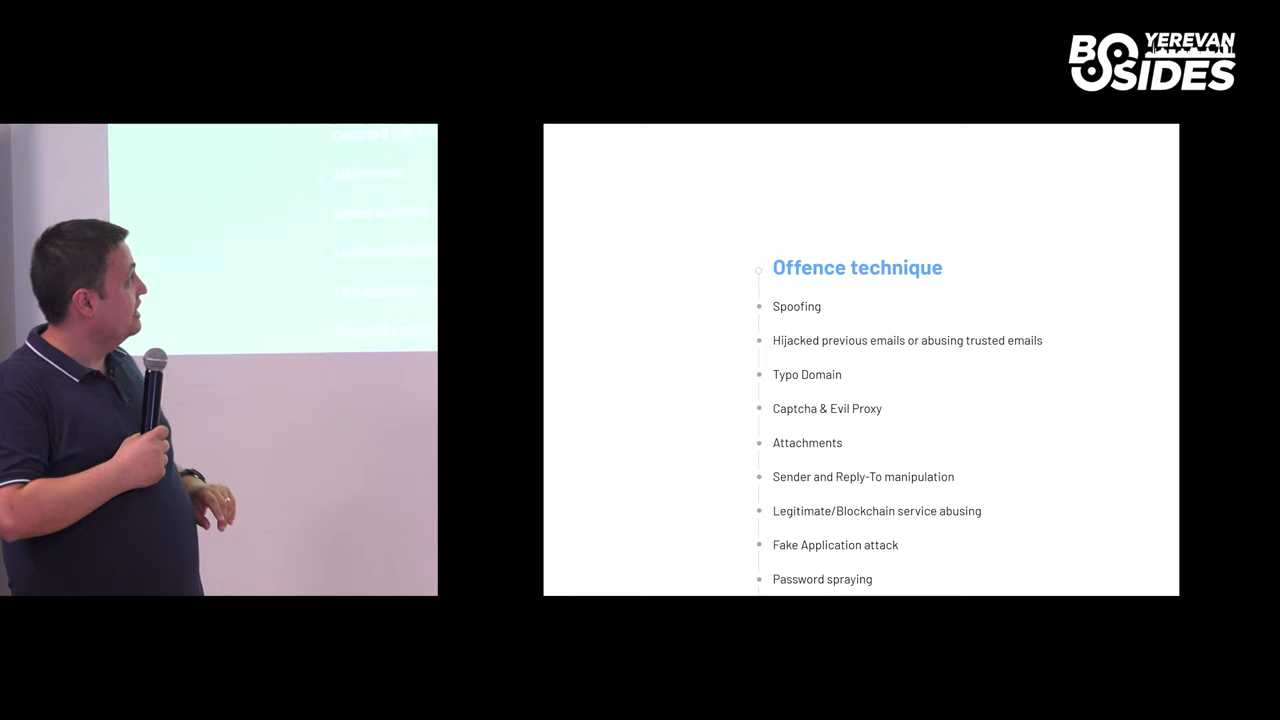 BSIDES YEREVAN
Offence technique
Spoofing
Hijacked previous emails or abusing trusted emails
Typo Domain
Captcha & Evil Proxy
Attachments
Sender and Reply-To manipulation
Legitimate/Blockchain service abusing
Fake Application attack
Password spraying